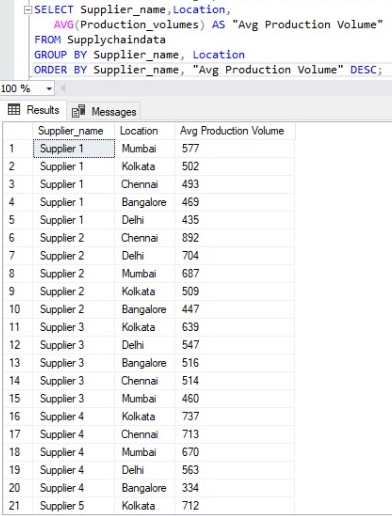 SELECT Supplier_name,Location,
AVG(Production_volumes) AS "Avg Production Volume"
FROM Supplychaindata
GROUP BY Supplier_name, Location
ORDER BY Supplier_name, "Avg Production Volume" DESC;
100 %
Results Messages
Supplier_name Location Avg Production Volume
1 Supplier 1 Mumbai 577
2 Supplier 1 Kolkata 502
3 Supplier 1 Chennai 493
4 Supplier 1 Bangalore 469
5 Supplier 1 Delhi 435
6 Supplier 2 Chennai 892
7 Supplier 2 Delhi 704
8 Supplier 2 Mumbai 687
9 Supplier 2 Kolkata 509
10 Supplier 2 Bangalore 447
11 Supplier 3 Kolkata 639
12 Supplier 3 Delhi 547
13 Supplier 3 Bangalore 516
14 Supplier 3 Chennai 514
15 Supplier 3 Mumbai 460
16 Supplier 4 Kolkata 737
17 Supplier 4 Chennai 713
18 Supplier 4 Mumbai 670
19 Supplier 4 Delhi 563
20 Supplier 4 Bangalore 334
21 Supplier 5 Kolkata 712